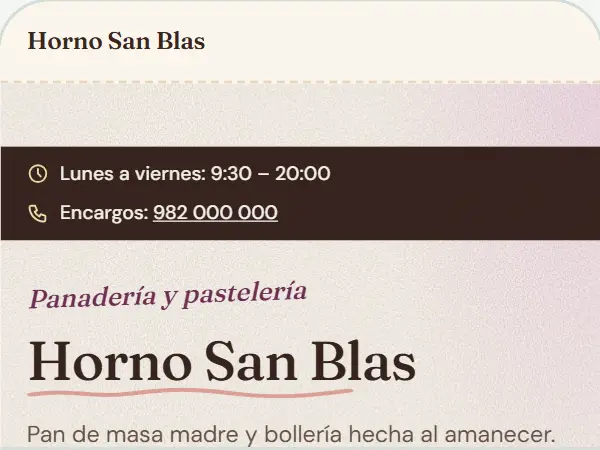 Horno San Blas
Lunes a viernes: 9:30 – 20:00
Encargos: 982 000 000
Panadería y pastelería
Horno San Blas
Pan de masa madre y bollería hecha al amanecer.